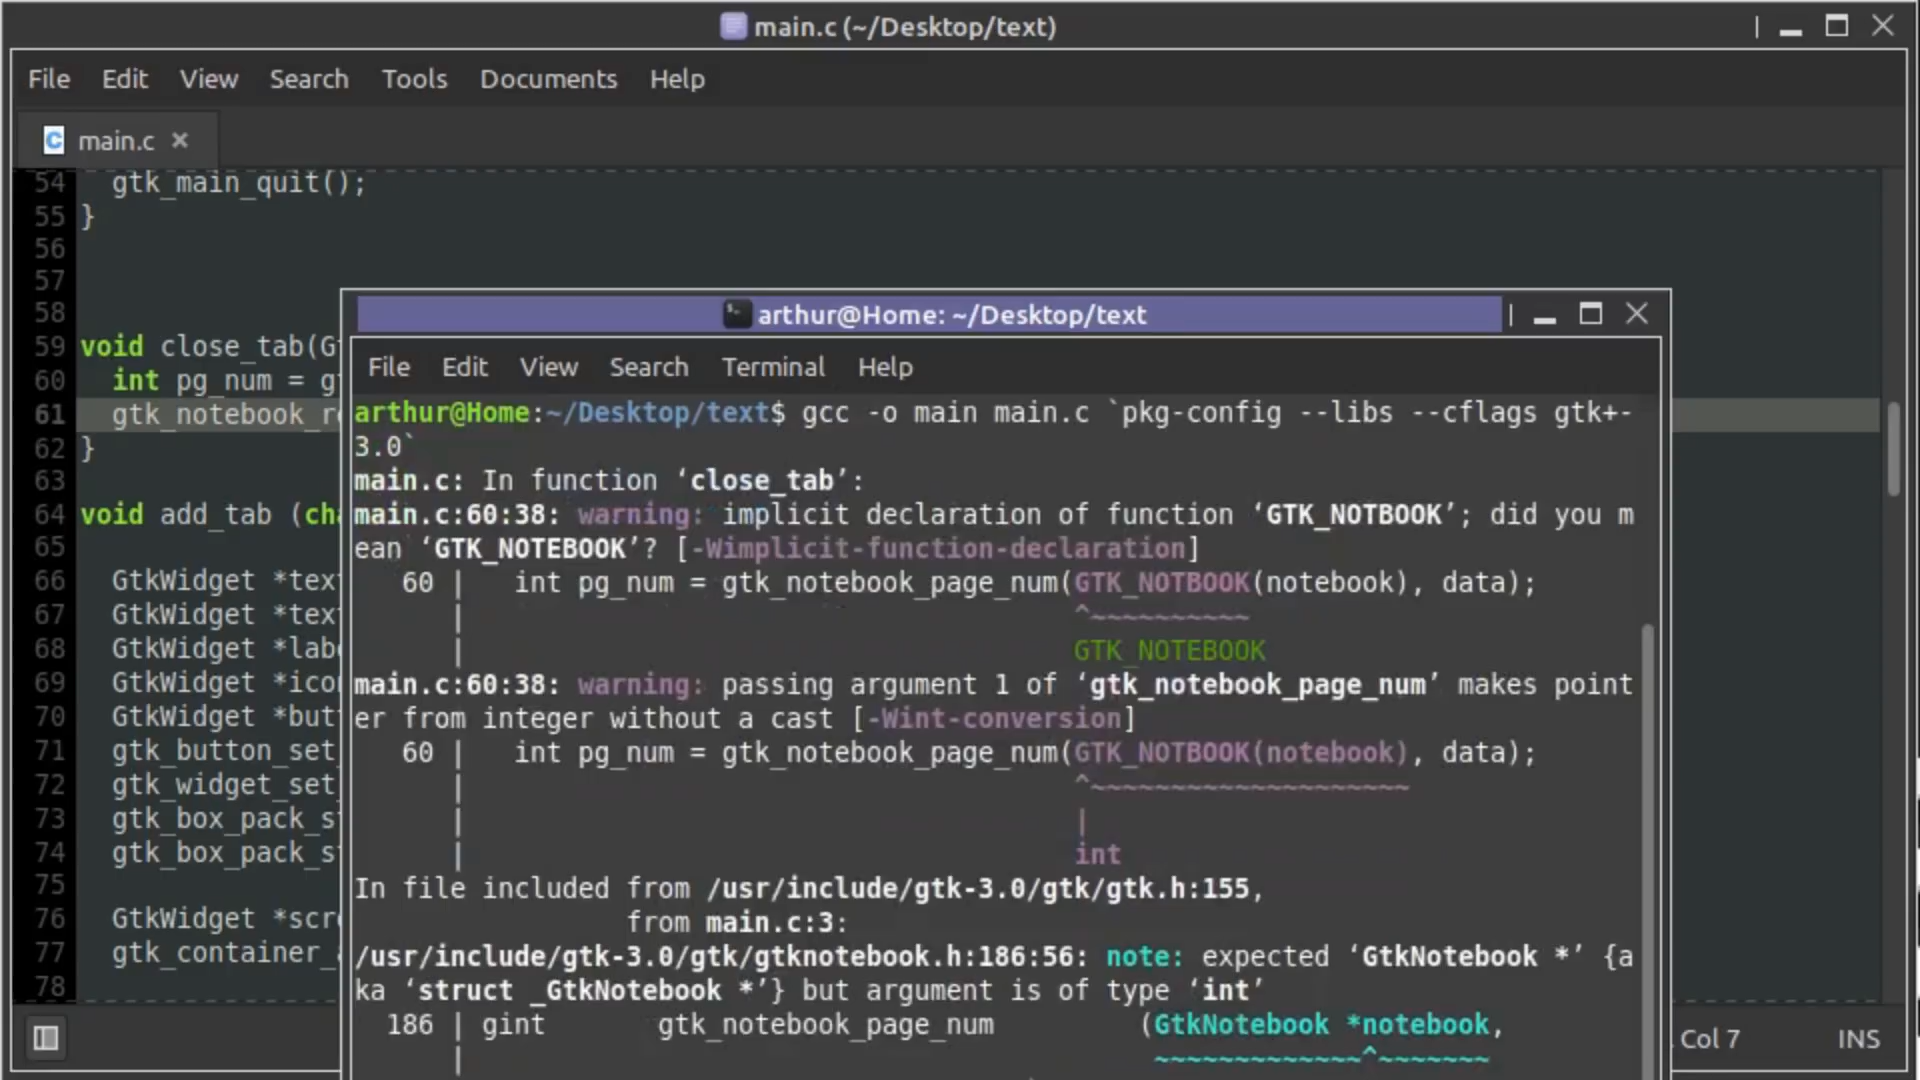 main.c (~/Desktop/text)
File Edit View Search Tools Documents Help
main.c
54 gtk_main_quit();
55 }
56
57
58
59 void close_tab(G
60 int pg_num = g
61 gtk_notebook_r
62 }
63
64 void add_tab (cha
65
66 GtkWidget *tex
67 GtkWidget *tex
68 GtkWidget *labe
69 GtkWidget *ico
70 GtkWidget *but
71 gtk_button_set
72 gtk_widget_set
73 gtk_box_pack_s
74 gtk_box_pack_s
75
76 GtkWidget *scr
77 gtk_container_
78
arthur@Home: ~/Desktop/text
File Edit View Search Terminal Help
arthur@Home:~/Desktop/text$ gcc -o main main.c `pkg-config --libs --cflags gtk+-
3.0`
main.c: In function ‘close_tab’:
main.c:60:38: warning: implicit declaration of function ‘GTK_NOTBOOK’; did you m
ean ‘GTK_NOTEBOOK’? [-Wimplicit-function-declaration]
60 | int pg_num = gtk_notebook_page_num(GTK_NOTBOOK(notebook), data);
| ^~~~~~~~~~~
| GTK_NOTEBOOK
main.c:60:38: warning: passing argument 1 of ‘gtk_notebook_page_num’ makes point
er from integer without a cast [-Wint-conversion]
60 | int pg_num = gtk_notebook_page_num(GTK_NOTBOOK(notebook), data);
| ^~~~~~~~~~~~~~~~~~~~~
| |
| int
In file included from /usr/include/gtk-3.0/gtk/gtk.h:155,
from main.c:3:
/usr/include/gtk-3.0/gtk/gtknotebook.h:186:56: note: expected ‘GtkNotebook *’ {a
ka ‘struct _GtkNotebook *’} but argument is of type ‘int’
186 | gint gtk_notebook_page_num (GtkNotebook *notebook,
| ~~~~~~~~~~~~~^~~~~~~~
Col 7 INS